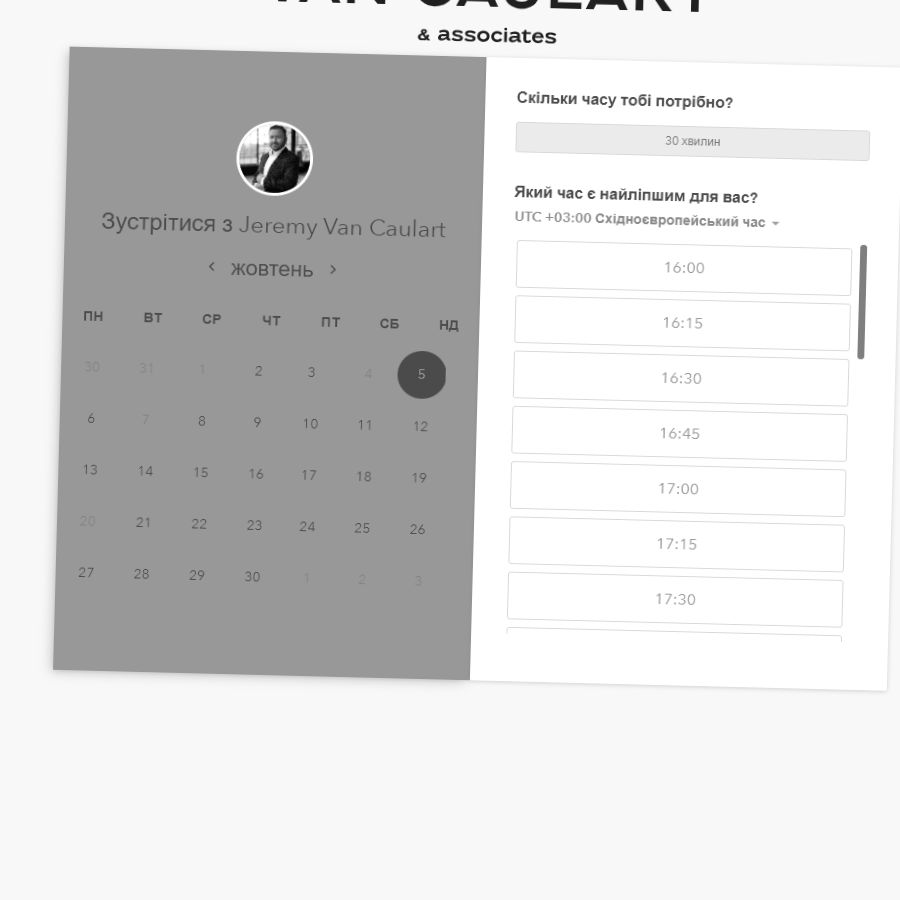 VAN CAULART
& associates
Зустрітися з Jeremy Van Caulart
жовтень
ПН ВТ СР ЧТ ПТ СБ НД
30 31 1 2 3 4 5
6 7 8 9 10 11 12
13 14 15 16 17 18 19
20 21 22 23 24 25 26
27 28 29 30 1 2 3
Скільки часу тобі потрібно?
30 хвилин
Який час є найліпшим для вас?
UTC +03:00 Східноєвропейський час
16:00
16:15
16:30
16:45
17:00
17:15
17:30